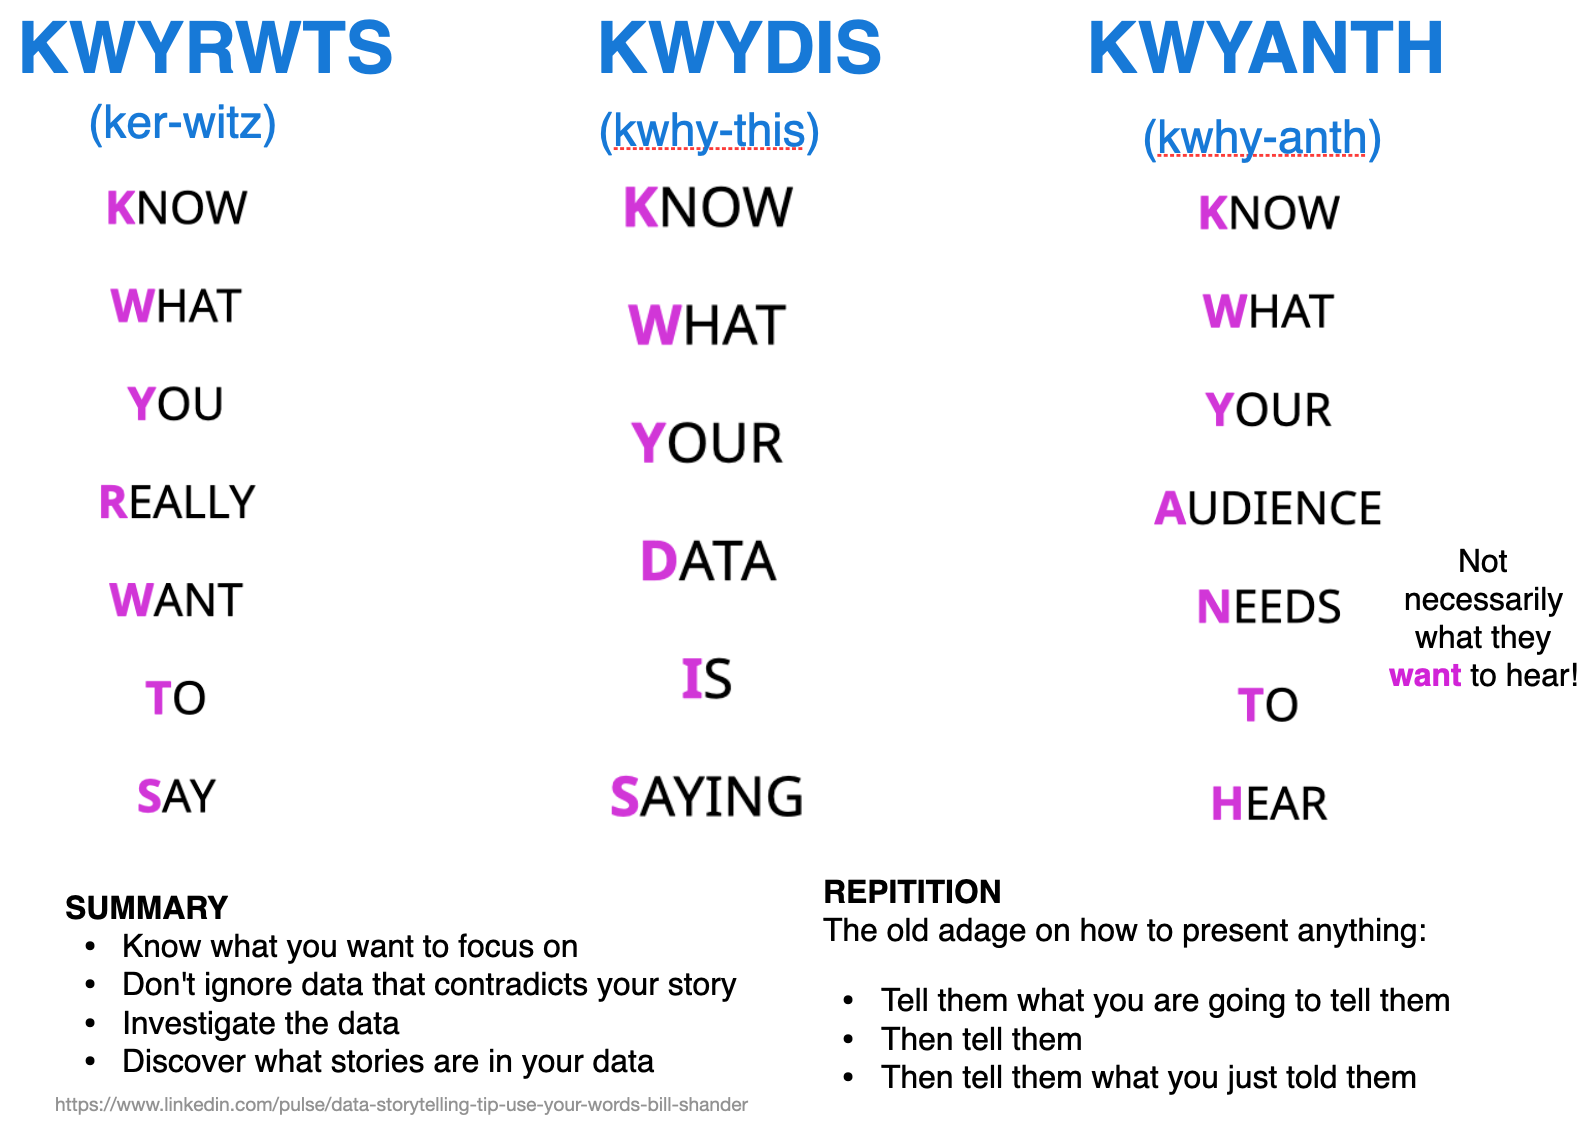 KWYRWTS
(ker-witz)
KNOW
WHAT
YOU
REALLY
WANT
TO
SAY
KWYDIS
(kwhy-this)
KNOW
WHAT
YOUR
DATA
IS
SAYING
KWYANTH
(kwhy-anth)
KNOW
WHAT
YOUR
AUDIENCE
NEEDS
TO
HEAR
Not
necessarily
what they
want to hear!
SUMMARY
• Know what you want to focus on
• Don't ignore data that contradicts your story
• Investigate the data
• Discover what stories are in your data
https://www.linkedin.com/pulse/data-storytelling-tip-use-your-words-bill-shander
REPITITION
The old adage on how to present anything:
• Tell them what you are going to tell them
• Then tell them
• Then tell them what you just told them